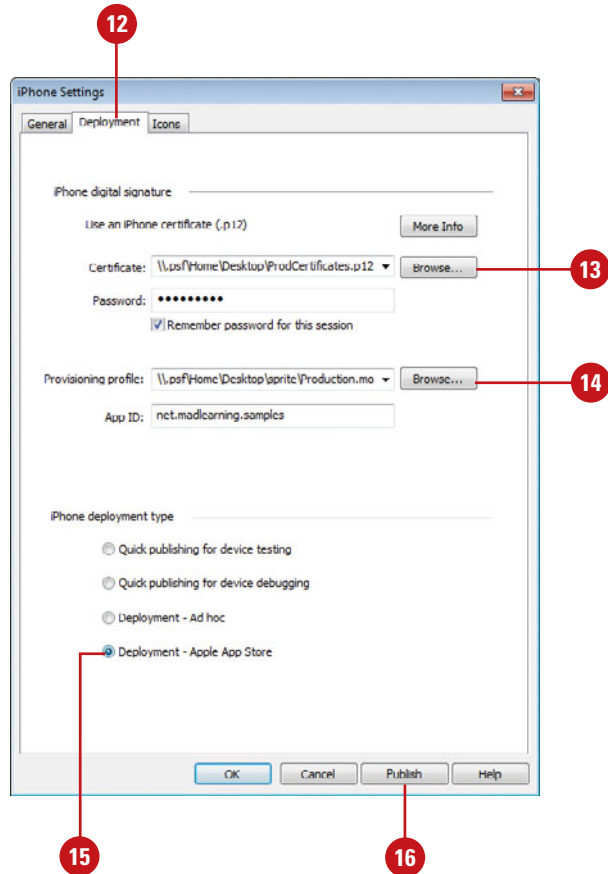 12
iPhone Settings
General Deployment Icons
iPhone digital signature
Use an iPhone certificate (.p12) More Info
Certificate: \\.psf\Home\Desktop\ProdCertificates.p12 Browse... 13
Password: •••••••••
Remember password for this session
Provisioning profile: \\.psf\Home\Desktop\sprite\Production.mo Browse... 14
App ID: net.madlearning.samples
iPhone deployment type
Quick publishing for device testing
Quick publishing for device debugging
Deployment - Ad hoc
Deployment - Apple App Store
OK Cancel Publish Help
15 16